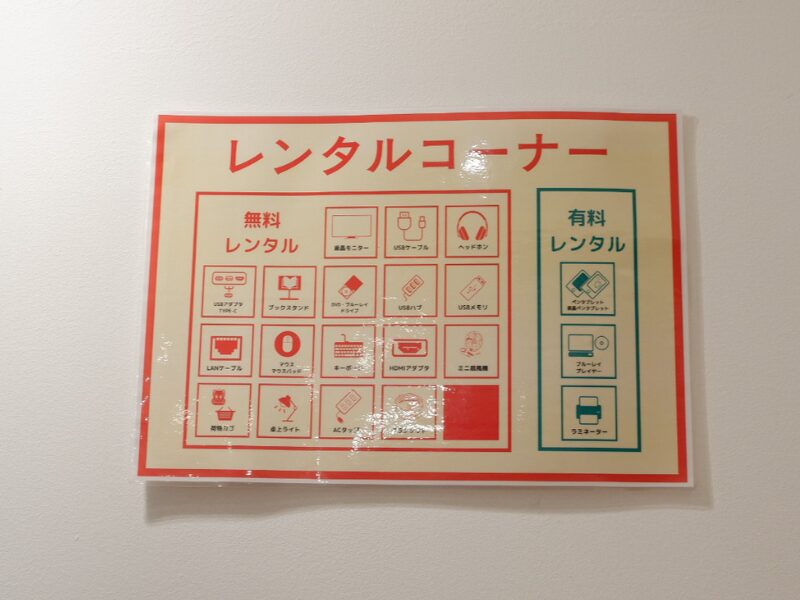 レンタルコーナー
無料
レンタル
液晶モニター
USBケーブル
ヘッドホン
USBアダプタ
TYPE-C
ブックスタンド
DVD・ブルーレイ
ドライブ
USBハブ
USBメモリ
LANケーブル
マウス
マウスパッド
キーボード
HDMIアダプタ
ミニ扇風機
荷物カゴ
卓上ライト
ACタップ
有料
レンタル
ペンタブレット
液晶ペンタブレット
ブルーレイ
プレイヤー
ラミネーター